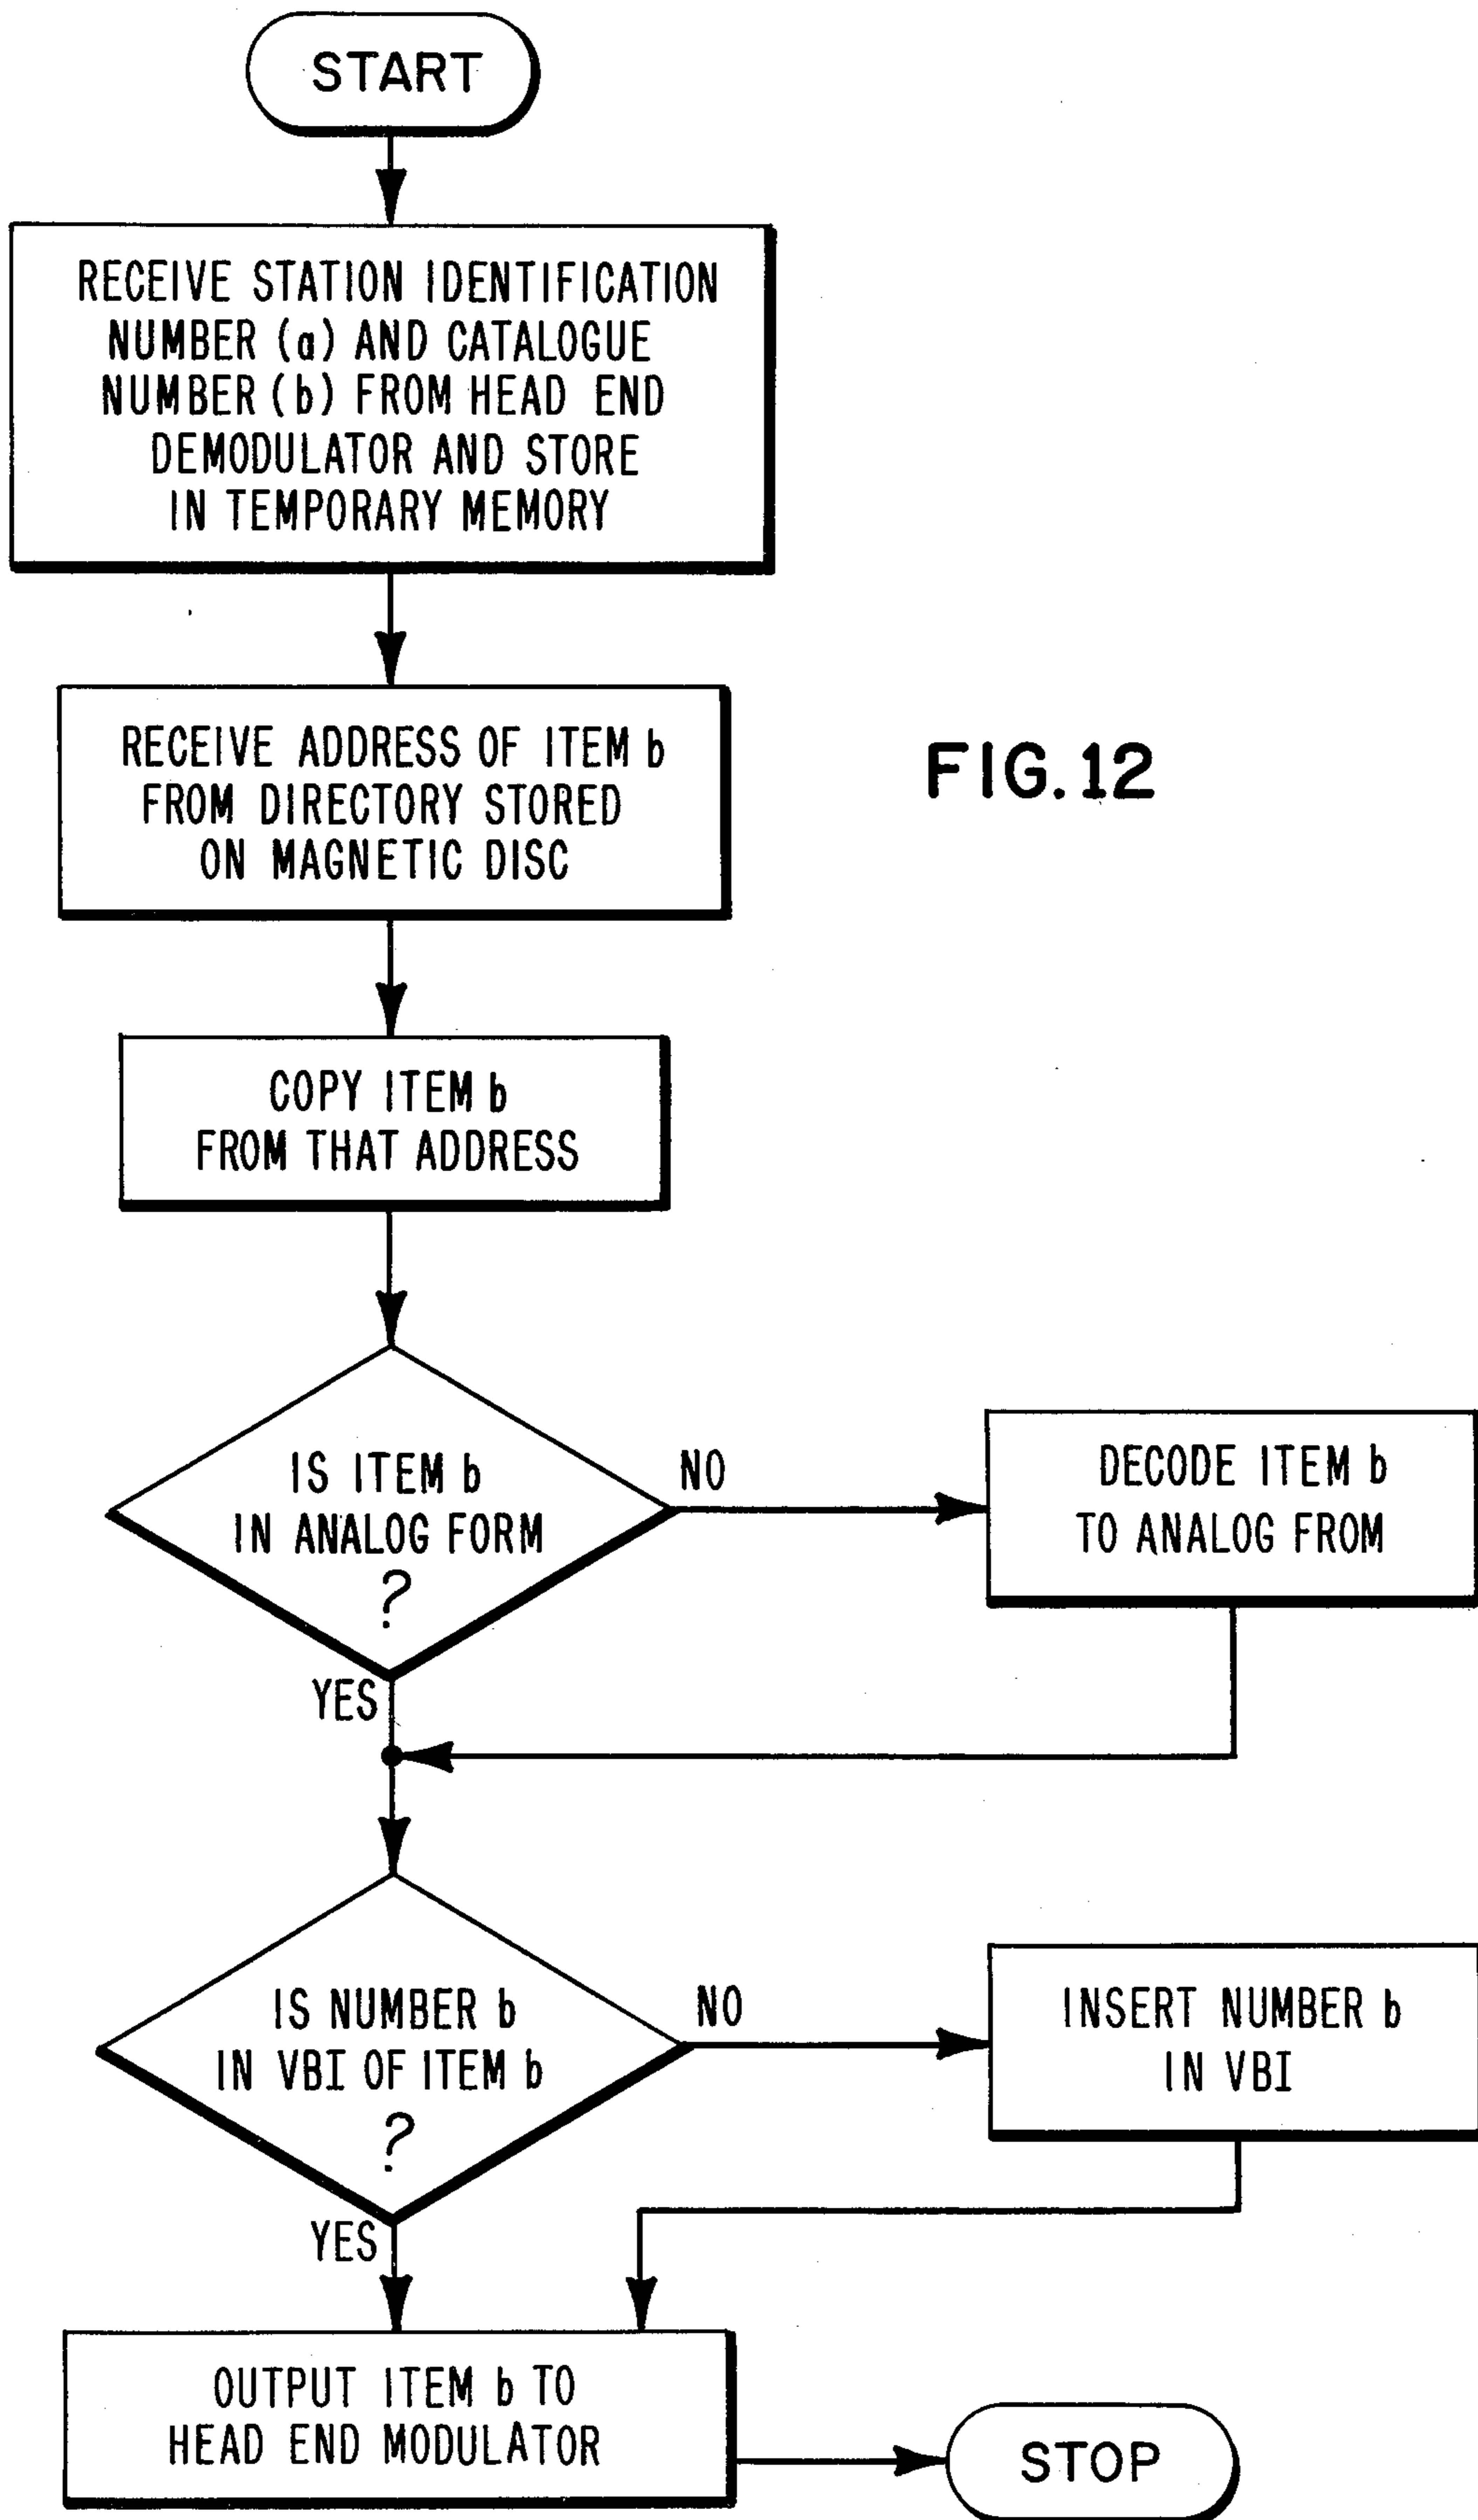 START
RECEIVE STATION IDENTIFICATION
NUMBER (a) AND CATALOGUE
NUMBER (b) FROM HEAD END
DEMODULATOR AND STORE
IN TEMPORARY MEMORY
RECEIVE ADDRESS OF ITEM b
FROM DIRECTORY STORED
ON MAGNETIC DISC
FIG. 12
COPY ITEM b
FROM THAT ADDRESS
IS ITEM b
IN ANALOG FORM
?
NO
DECODE ITEM b
TO ANALOG FROM
YES
IS NUMBER b
IN VBI OF ITEM b
?
NO
INSERT NUMBER b
IN VBI
YES
OUTPUT ITEM b TO
HEAD END MODULATOR
STOP